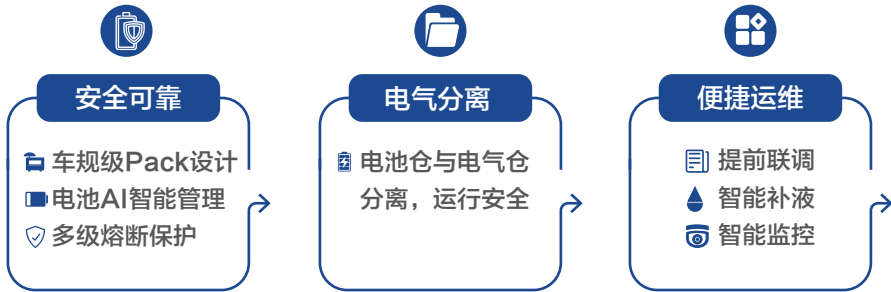 安全可靠
车规级Pack设计
电池AI智能管理
多级熔断保护
电气分离
电池仓与电气仓
分离，运行安全
便捷运维
提前联调
智能补液
智能监控